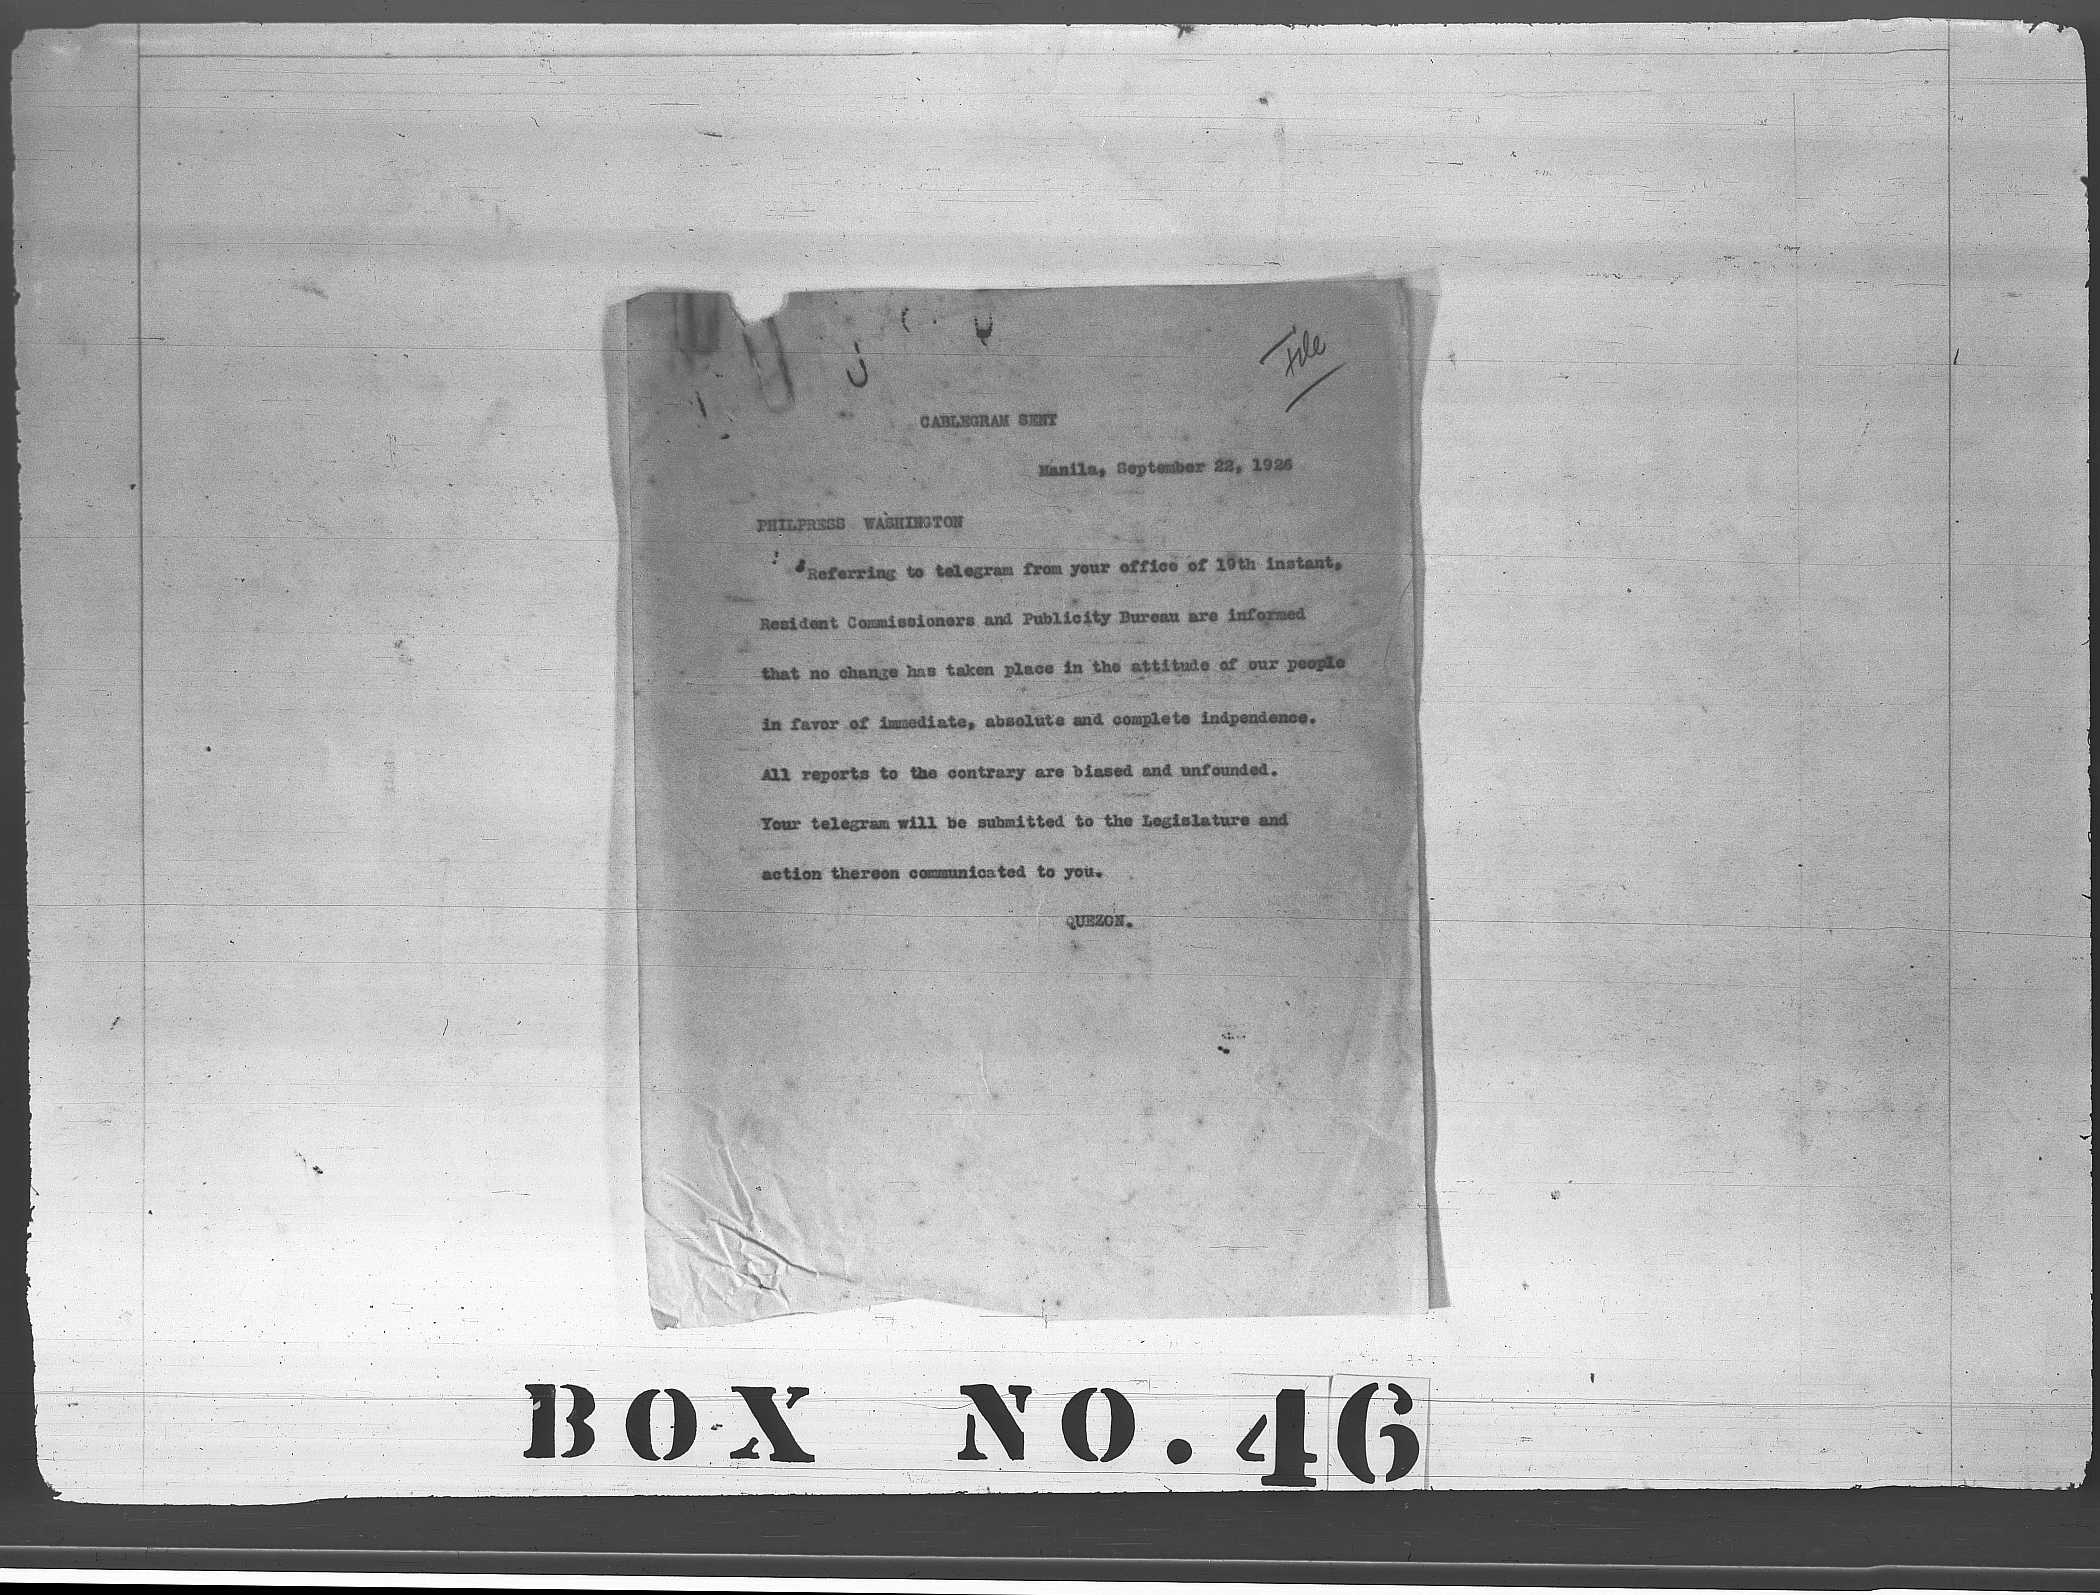 File
CABLEGRAM SENT
Manila, September 22, 1926
PHILPRESS WASHINGTON
Referring to telegram from your office of 19th instant,
Resident Commissioners and Publicity Bureau are informed
that no change has taken place in the attitude of our people
in favor of immediate, absolute and complete indpendence.
All reports to the contrary are biased and unfounded.
Your telegram will be submitted to the Legislature and
action thereon communicated to you.
QUEZON.
BOX NO. 46